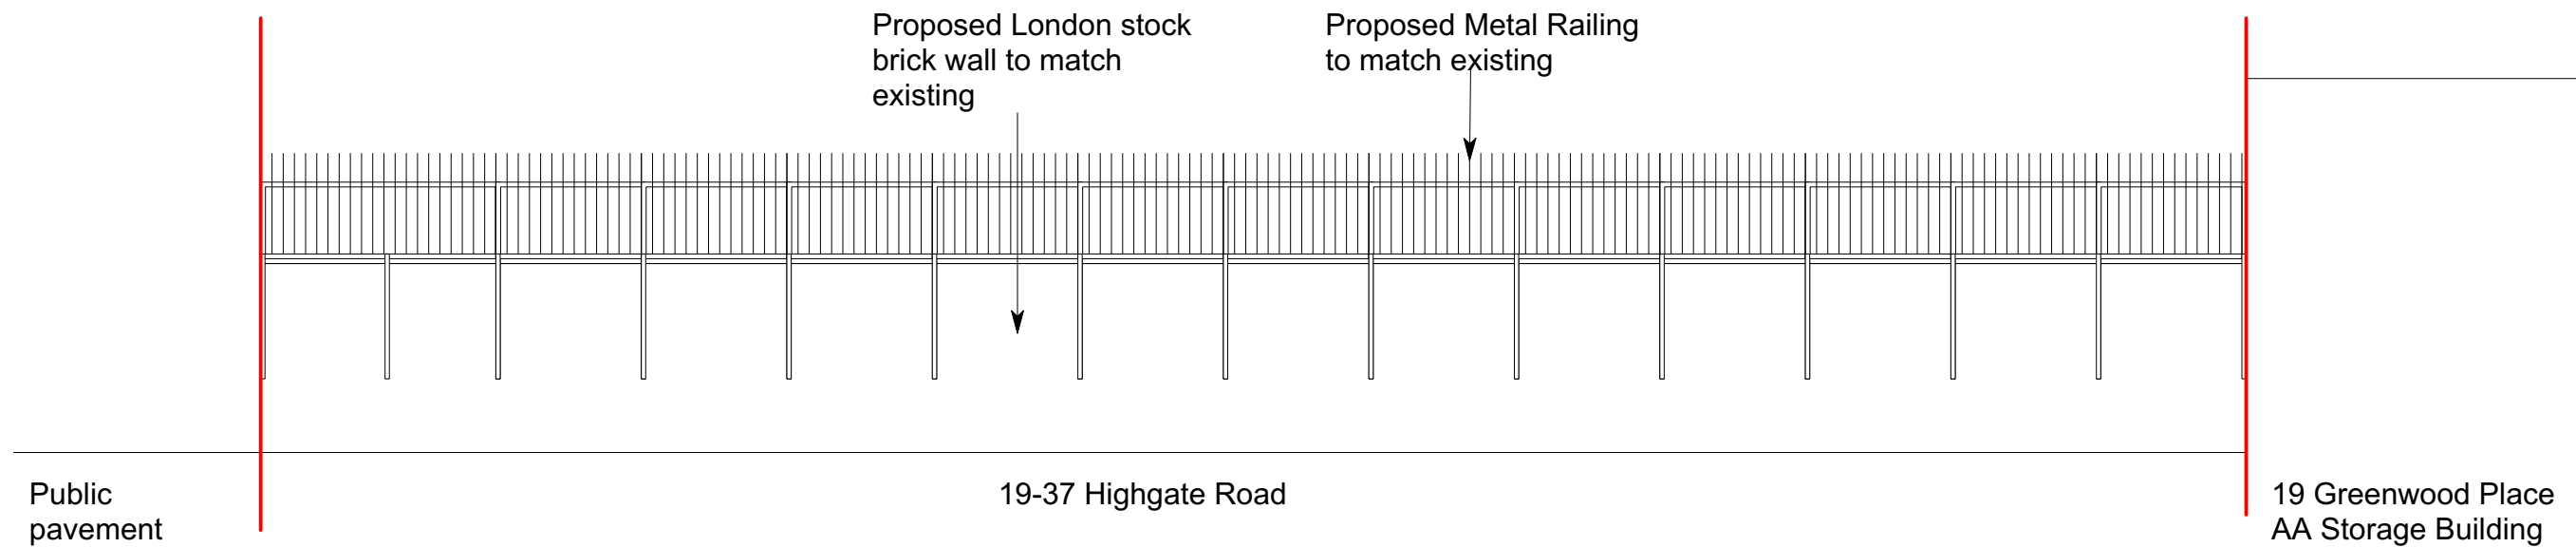 Proposed London stock
brick wall to match
existing
Proposed Metal Railing
to match existing
Public
pavement
19-37 Highgate Road
19 Greenwood Place
AA Storage Building